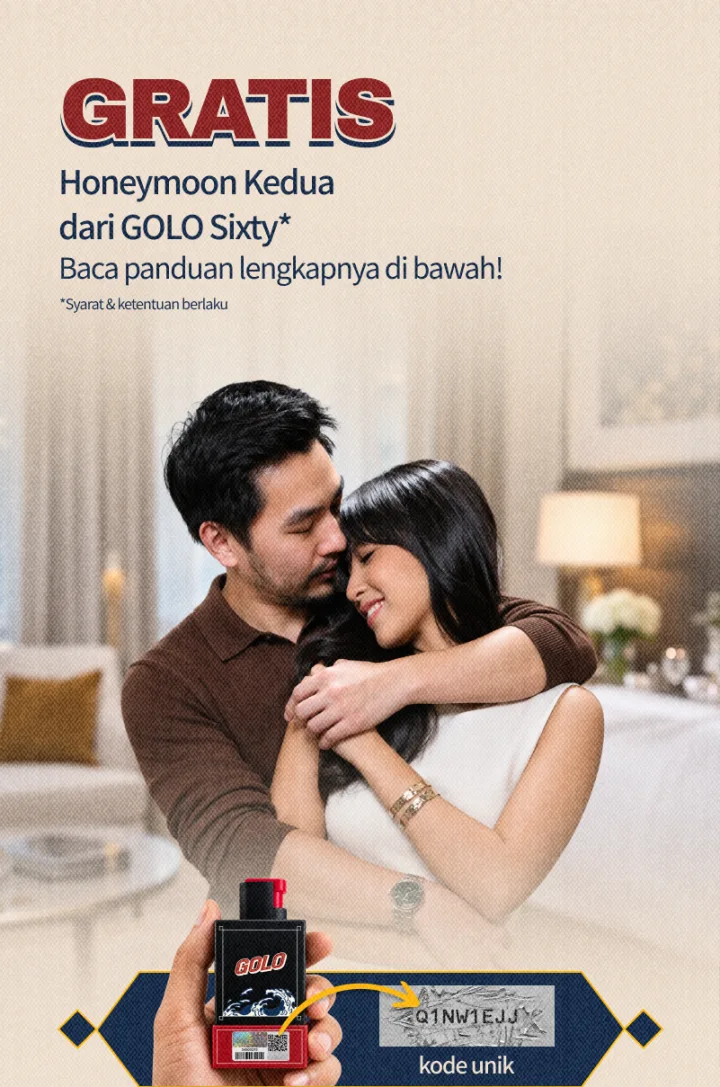 GRATIS
Honeymoon Kedua
dari GOLO Sixty*
Baca panduan lengkapnya di bawah!
*Syarat & ketentuan berlaku
GOLO
Q1NW1EJJ
kode unik